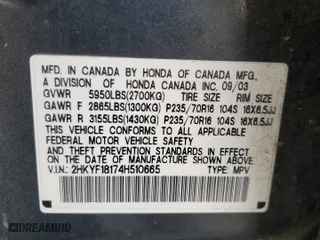 MFD. IN CANADA BY HONDA OF CANADA MFG.,
A DIVISION OF HONDA CANADA INC. 09/03
GVWR 5950LBS(2700KG) TIRE SIZE RIM SIZE
GAWR F 2865LBS(1300KG) P235/70R16 104S 16X6.5JJ
GAWR R 3155LBS(1430KG) P235/70R16 104S 16X6.5JJ
THIS VEHICLE CONFORMS TO ALL APPLICABLE
FEDERAL MOTOR VEHICLE SAFETY STANDARDS
IN EFFECT ON THE DATE OF MANUFACTURE SHOWN ABOVE.
V.I.N.: 2HKYF18174H510665 TYPE: MPV
DREAMBID